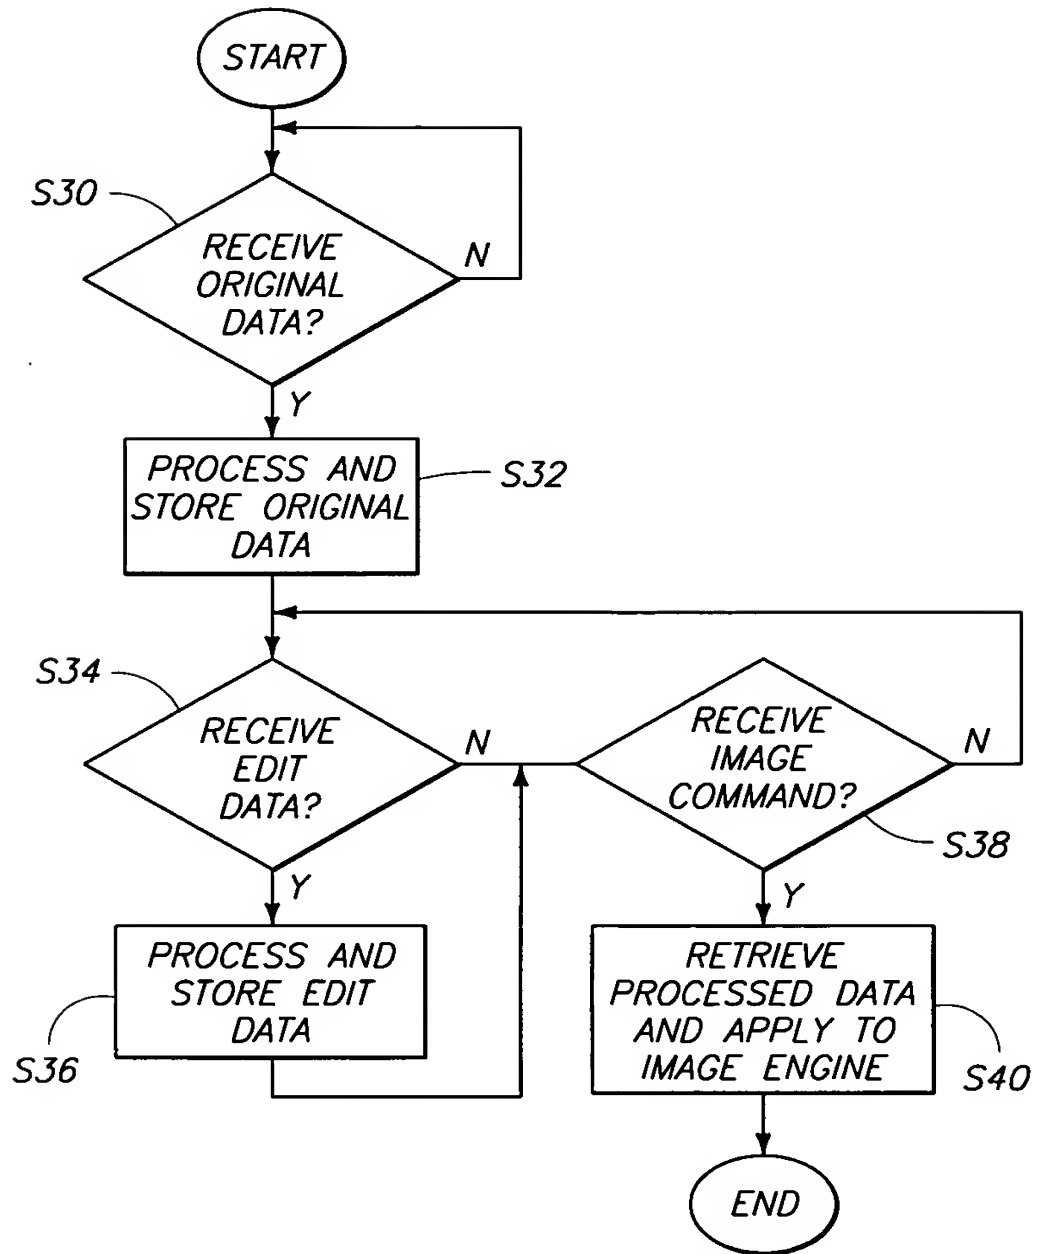 START
S30
RECEIVE
ORIGINAL
DATA?
N
Y
PROCESS AND
STORE ORIGINAL
DATA
S32
S34
RECEIVE
EDIT
DATA?
N
Y
RECEIVE
IMAGE
COMMAND?
N
S38
Y
PROCESS AND
STORE EDIT
DATA
S36
RETRIEVE
PROCESSED DATA
AND APPLY TO
IMAGE ENGINE
S40
END